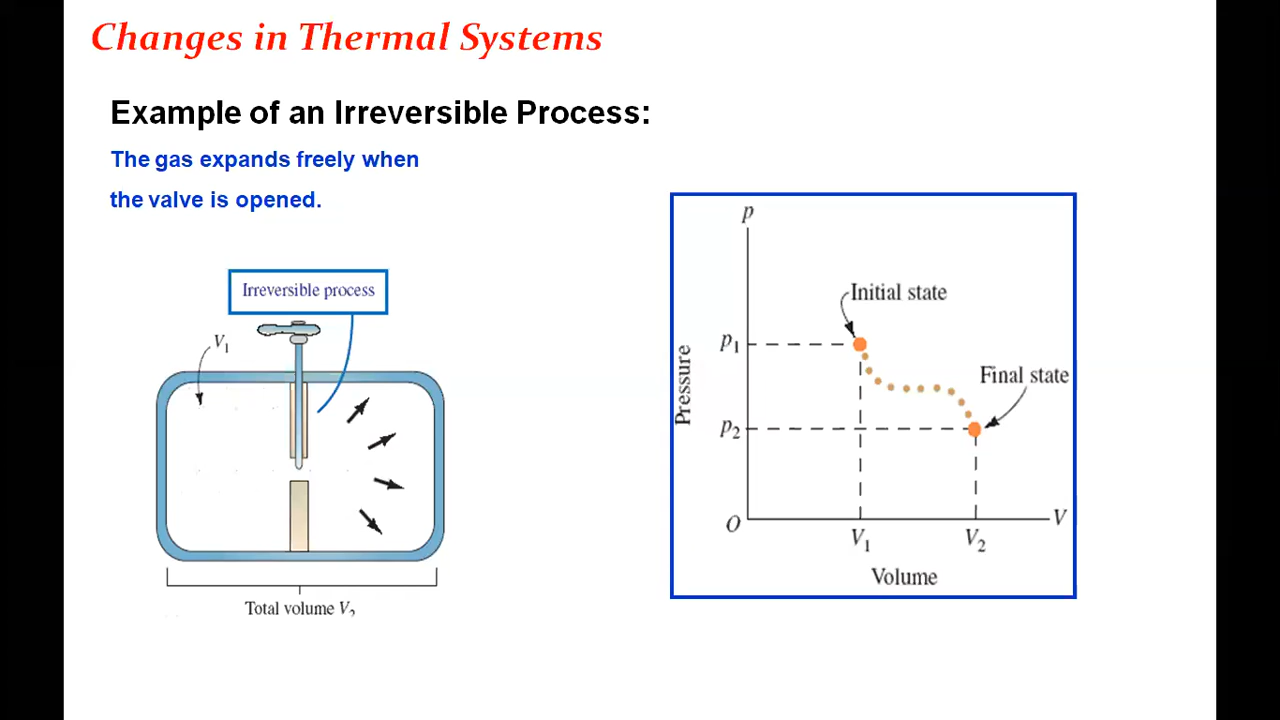 Changes in Thermal Systems
Example of an Irreversible Process:
The gas expands freely when
the valve is opened.
Irreversible process
V₁
Total volume V₂
p
Initial state
p₁
Final state
Pressure
p₂
O
V
V₁
V₂
Volume